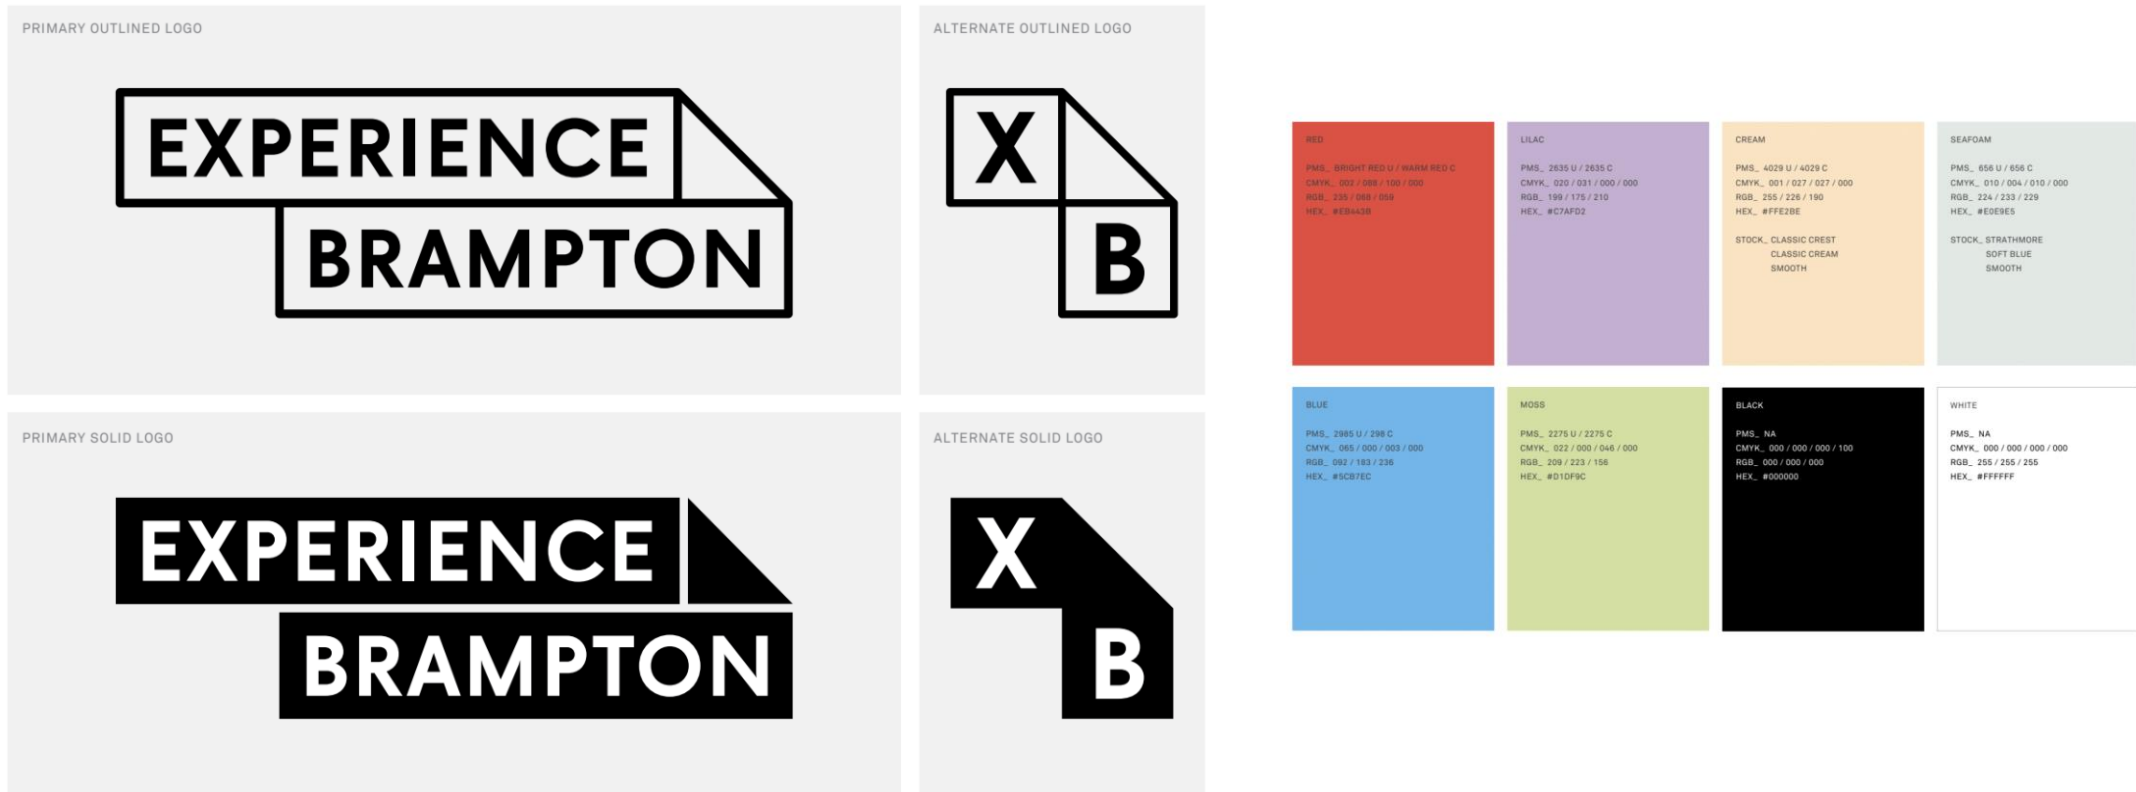 PRIMARY OUTLINED LOGO
EXPERIENCE
BRAMPTON
ALTERNATE OUTLINED LOGO
X
B
PRIMARY SOLID LOGO
EXPERIENCE
BRAMPTON
ALTERNATE SOLID LOGO
X
B
RED
PMS_ BRIGHT RED U / WARM RED C
CMYK_ 002 / 088 / 100 / 000
RGB_ 235 / 068 / 059
HEX_ #EB443B
LILAC
PMS_ 2635 U / 2635 C
CMYK_ 020 / 031 / 000 / 000
RGB_ 199 / 175 / 210
HEX_ #C7AFD2
CREAM
PMS_ 4029 U / 4029 C
CMYK_ 001 / 027 / 027 / 000
RGB_ 255 / 226 / 190
HEX_ #FFE2BE
STOCK_ CLASSIC CREST
CLASSIC CREAM
SMOOTH
SEAFOAM
PMS_ 656 U / 656 C
CMYK_ 010 / 004 / 010 / 000
RGB_ 224 / 233 / 229
HEX_ #E0E9E5
STOCK_ STRATHMORE
SOFT BLUE
SMOOTH
BLUE
PMS_ 2985 U / 298 C
CMYK_ 065 / 000 / 003 / 000
RGB_ 092 / 183 / 236
HEX_ #5CB7EC
MOSS
PMS_ 2275 U / 2275 C
CMYK_ 022 / 000 / 046 / 000
RGB_ 209 / 223 / 156
HEX_ #D1DF9C
BLACK
PMS_ NA
CMYK_ 000 / 000 / 000 / 100
RGB_ 000 / 000 / 000
HEX_ #000000
WHITE
PMS_ NA
CMYK_ 000 / 000 / 000 / 000
RGB_ 255 / 255 / 255
HEX_ #FFFFFF